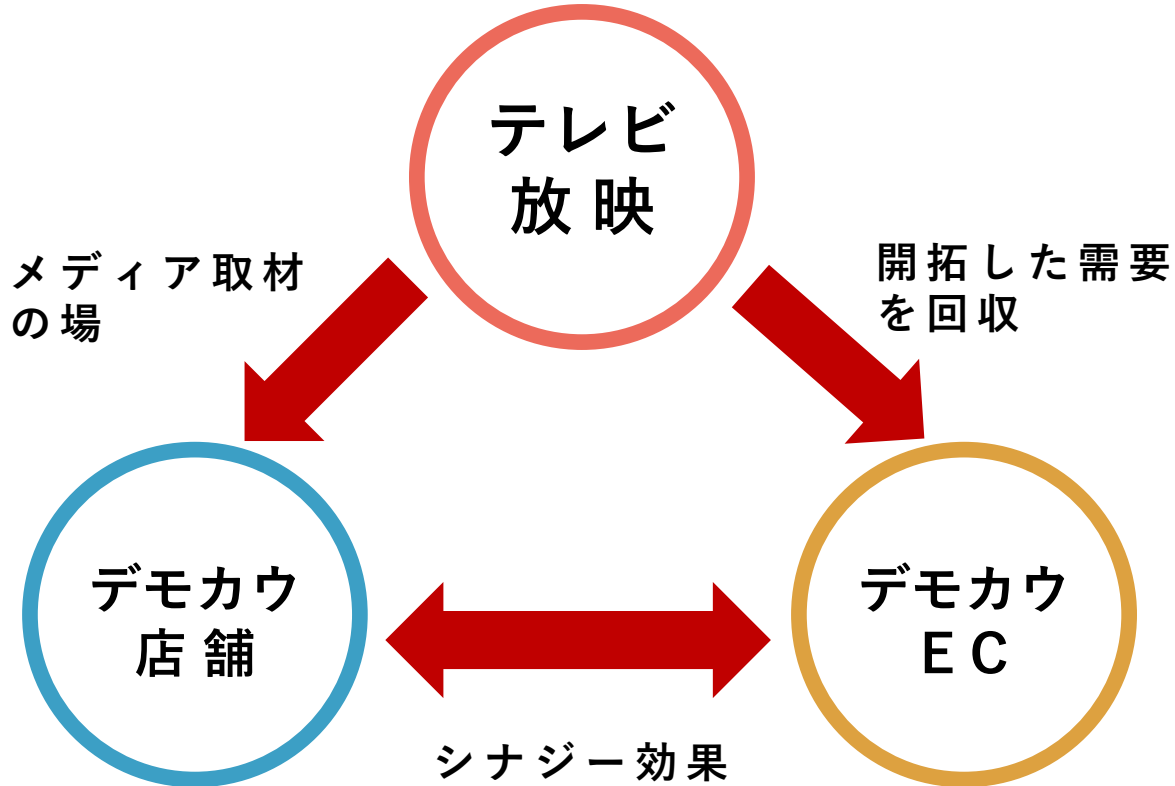 テレビ
放映
メディア取材
の場
開拓した需要
を回収
デモカウ
店舗
デモカウ
EC
シナジー効果